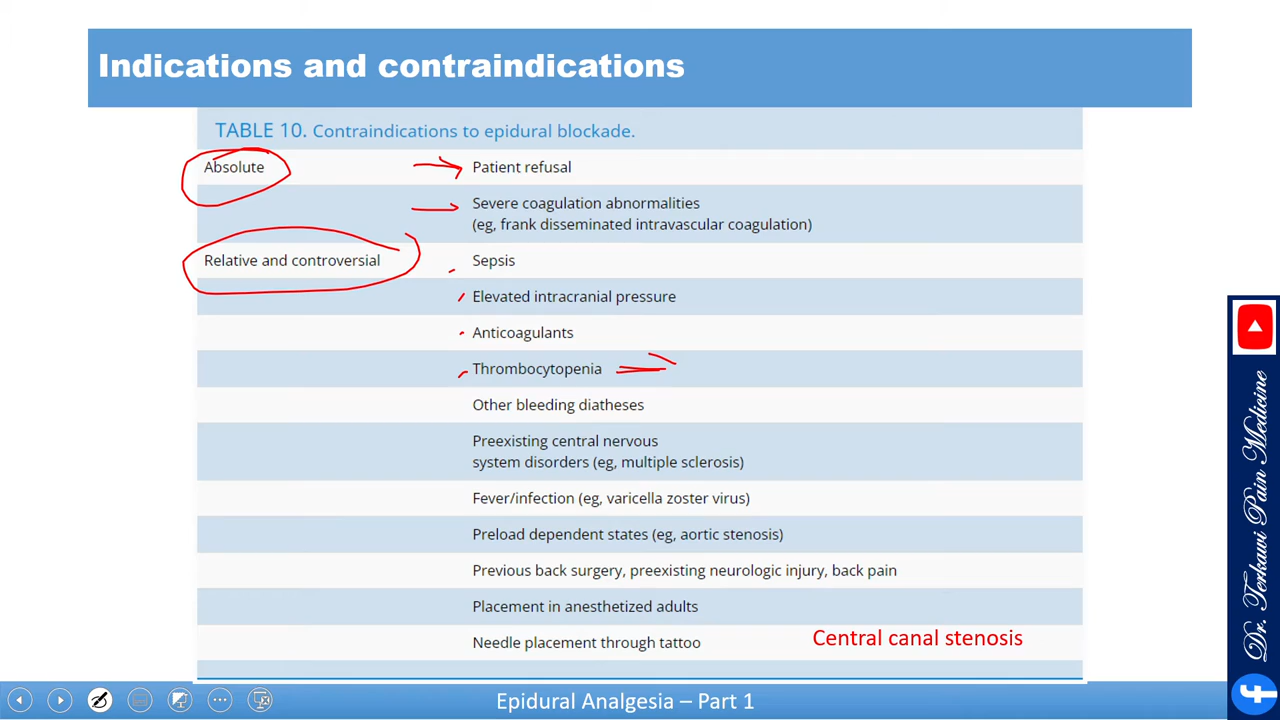 Indications and contraindications
TABLE 10. Contraindications to epidural blockade.
Absolute
Patient refusal
Severe coagulation abnormalities
(eg, frank disseminated intravascular coagulation)
Relative and controversial
Sepsis
Elevated intracranial pressure
Anticoagulants
Thrombocytopenia
Other bleeding diatheses
Preexisting central nervous
system disorders (eg, multiple sclerosis)
Fever/infection (eg, varicella zoster virus)
Preload dependent states (eg, aortic stenosis)
Previous back surgery, preexisting neurologic injury, back pain
Placement in anesthetized adults
Needle placement through tattoo
Central canal stenosis
Epidural Analgesia – Part 1
Dr. Terkawi Pain Medicine